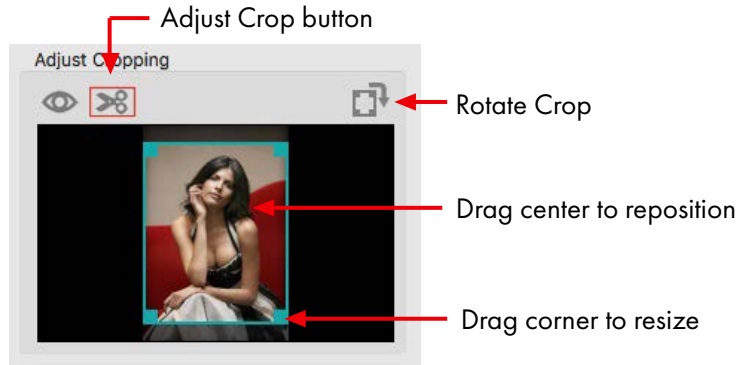 Adjust Crop button
Adjust Cropping
Rotate Crop
Drag center to reposition
Drag corner to resize